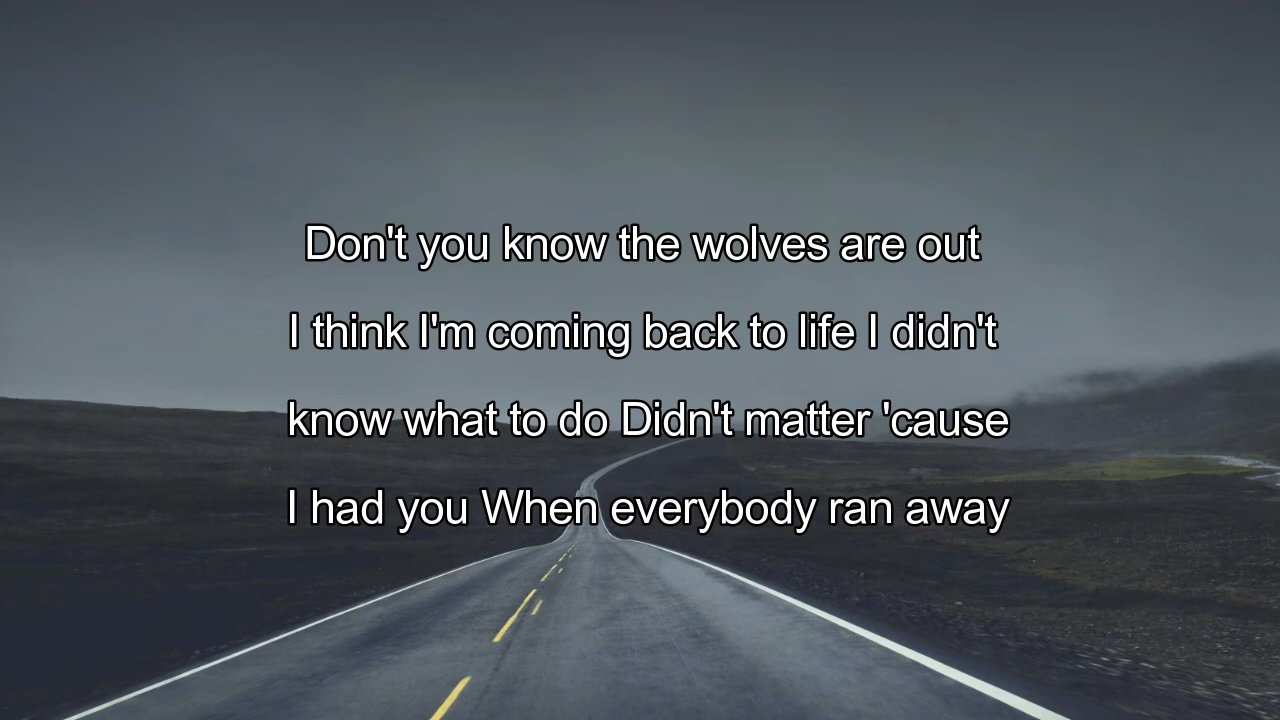 Don't you know the wolves are out
I think I'm coming back to life I didn't
know what to do Didn't matter 'cause
I had you When everybody ran away